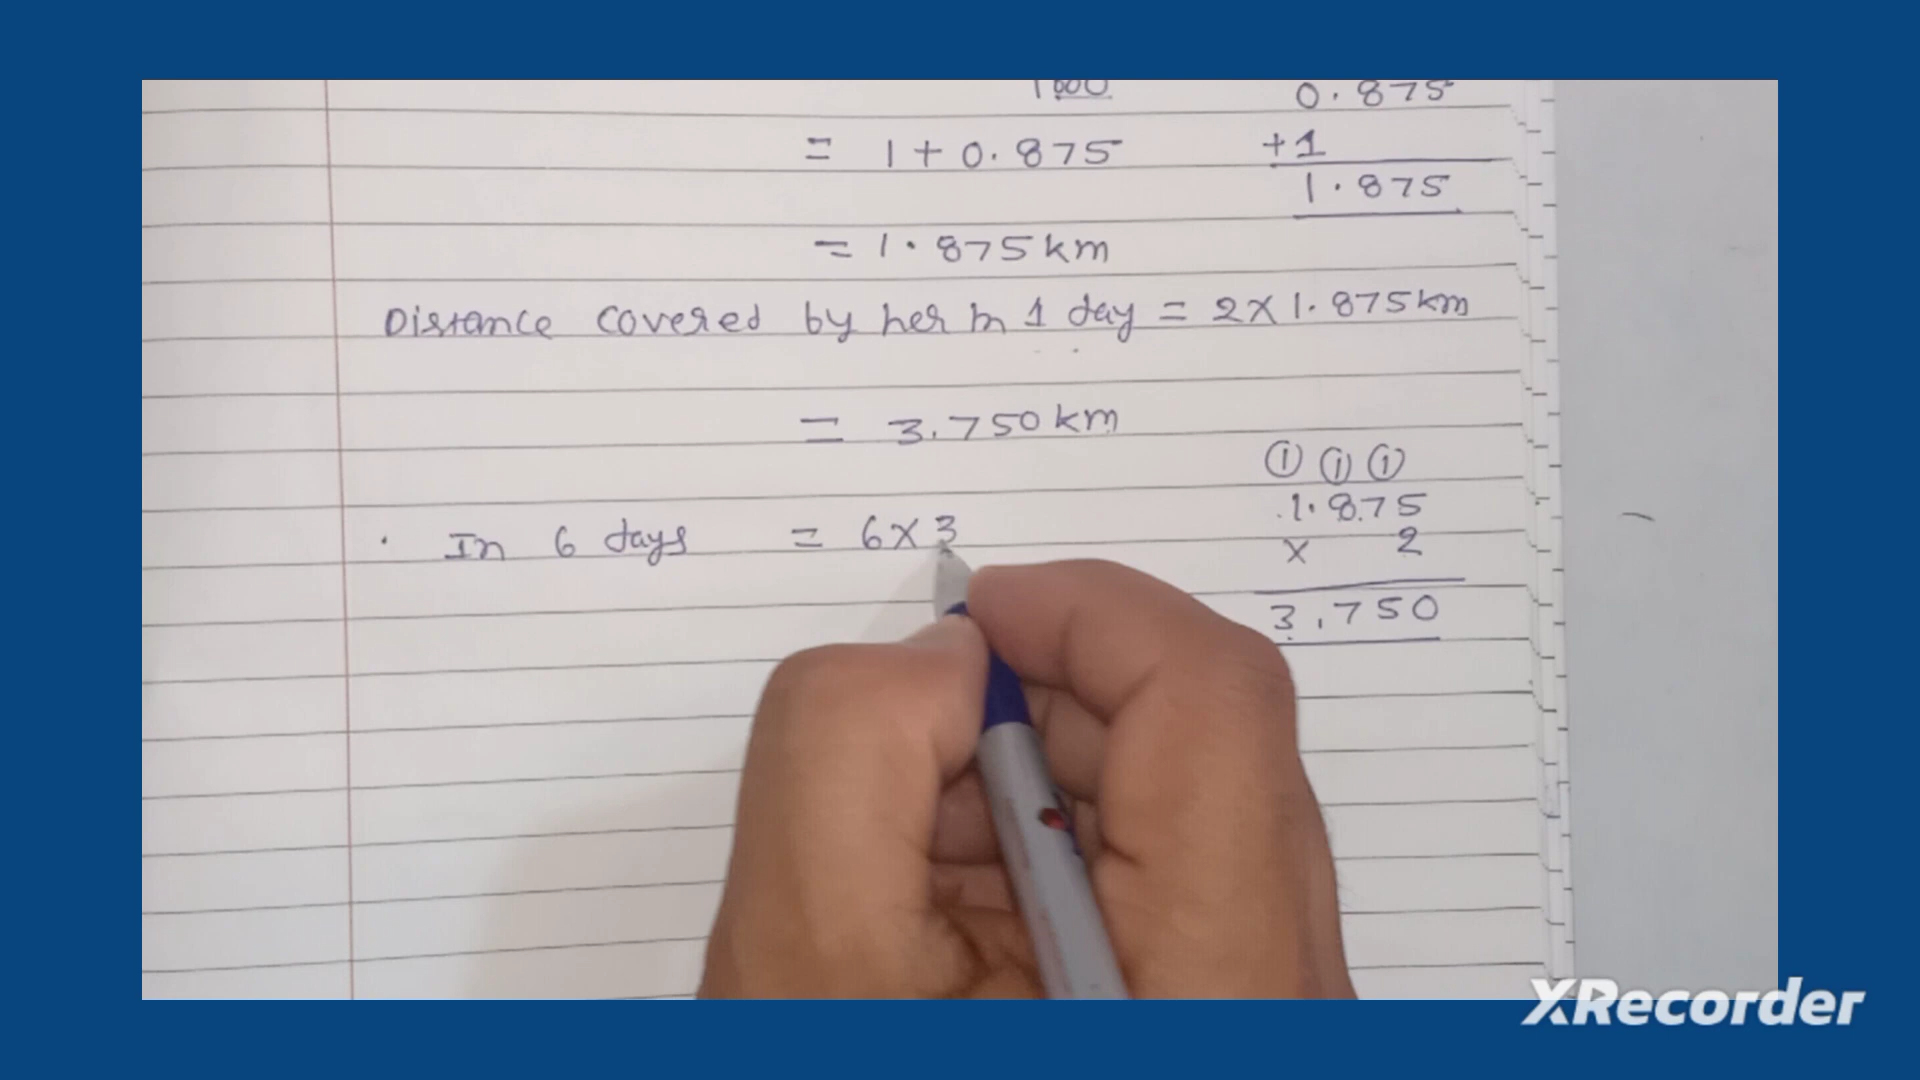 1000 0.875
= 1+0.875 +1
1.875
= 1.875 km
Distance covered by her in 1 day = 2×1.875 km
= 3.750 km
① ① ①
1.875
In 6 days = 6×3 × 2
3.750
XRecorder